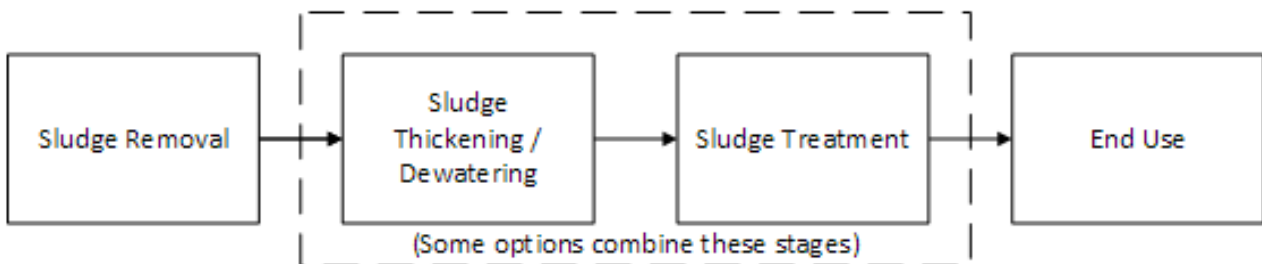 Sludge Removal
Sludge
Thickening /
Dewatering
Sludge Treatment
End Use
(Some options combine these stages)